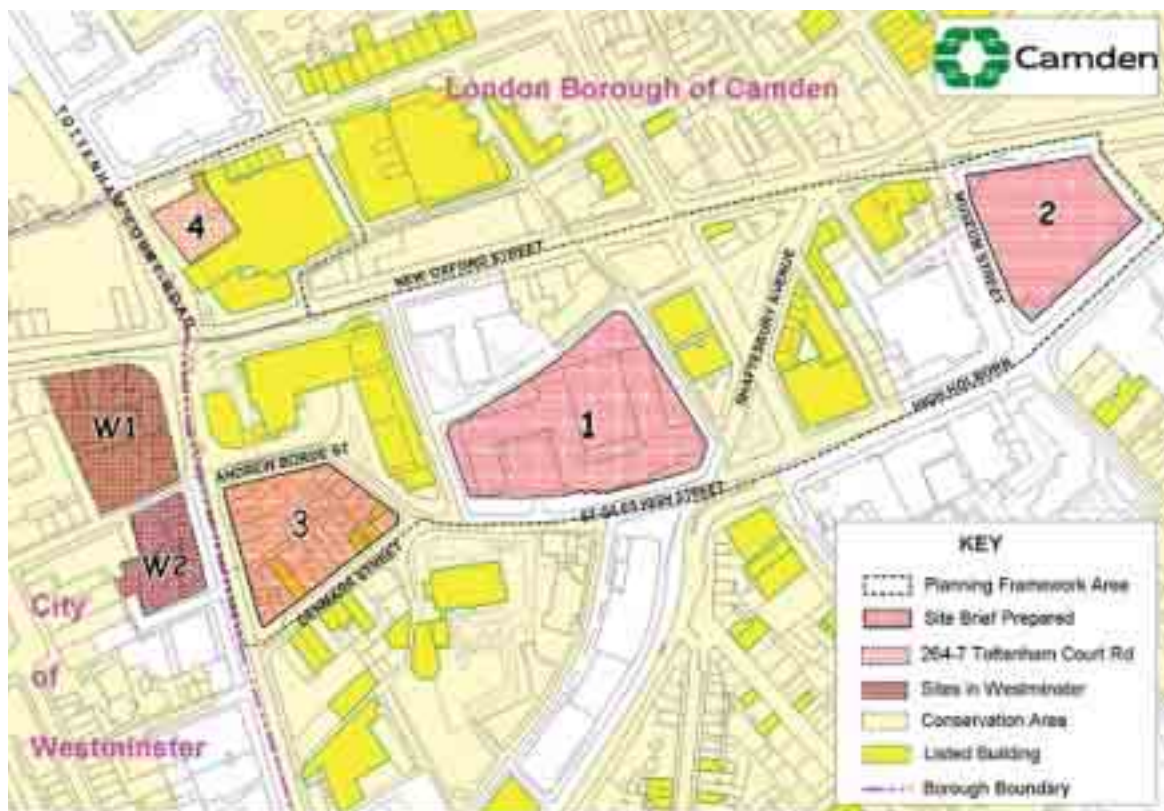 Camden
London Borough of Camden
TOTTENHAM COURT ROAD
4
2
NEW OXFORD STREET
MUSEUM STREET
SHAFTESBURY AVENUE
W1
1
HIGH HOLBORN
ANDREW BORDE ST
3
ST GILES HIGH STREET
W2
DENMARK STREET
City
of
Westminster
KEY
Planning Framework Area
Site Brief Prepared
264-7 Tottenham Court Rd
Sites in Westminster
Conservation Area
Listed Building
Borough Boundary